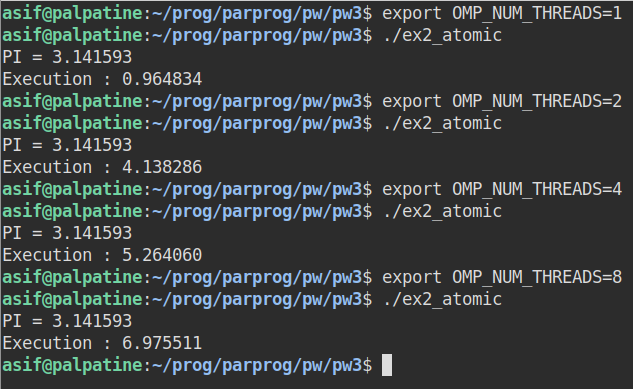 asif@palpatine:~/prog/parprog/pw/pw3$ export OMP_NUM_THREADS=1
asif@palpatine:~/prog/parprog/pw/pw3$ ./ex2_atomic
PI = 3.141593
Execution : 0.964834
asif@palpatine:~/prog/parprog/pw/pw3$ export OMP_NUM_THREADS=2
asif@palpatine:~/prog/parprog/pw/pw3$ ./ex2_atomic
PI = 3.141593
Execution : 4.138286
asif@palpatine:~/prog/parprog/pw/pw3$ export OMP_NUM_THREADS=4
asif@palpatine:~/prog/parprog/pw/pw3$ ./ex2_atomic
PI = 3.141593
Execution : 5.264060
asif@palpatine:~/prog/parprog/pw/pw3$ export OMP_NUM_THREADS=8
asif@palpatine:~/prog/parprog/pw/pw3$ ./ex2_atomic
PI = 3.141593
Execution : 6.975511
asif@palpatine:~/prog/parprog/pw/pw3$